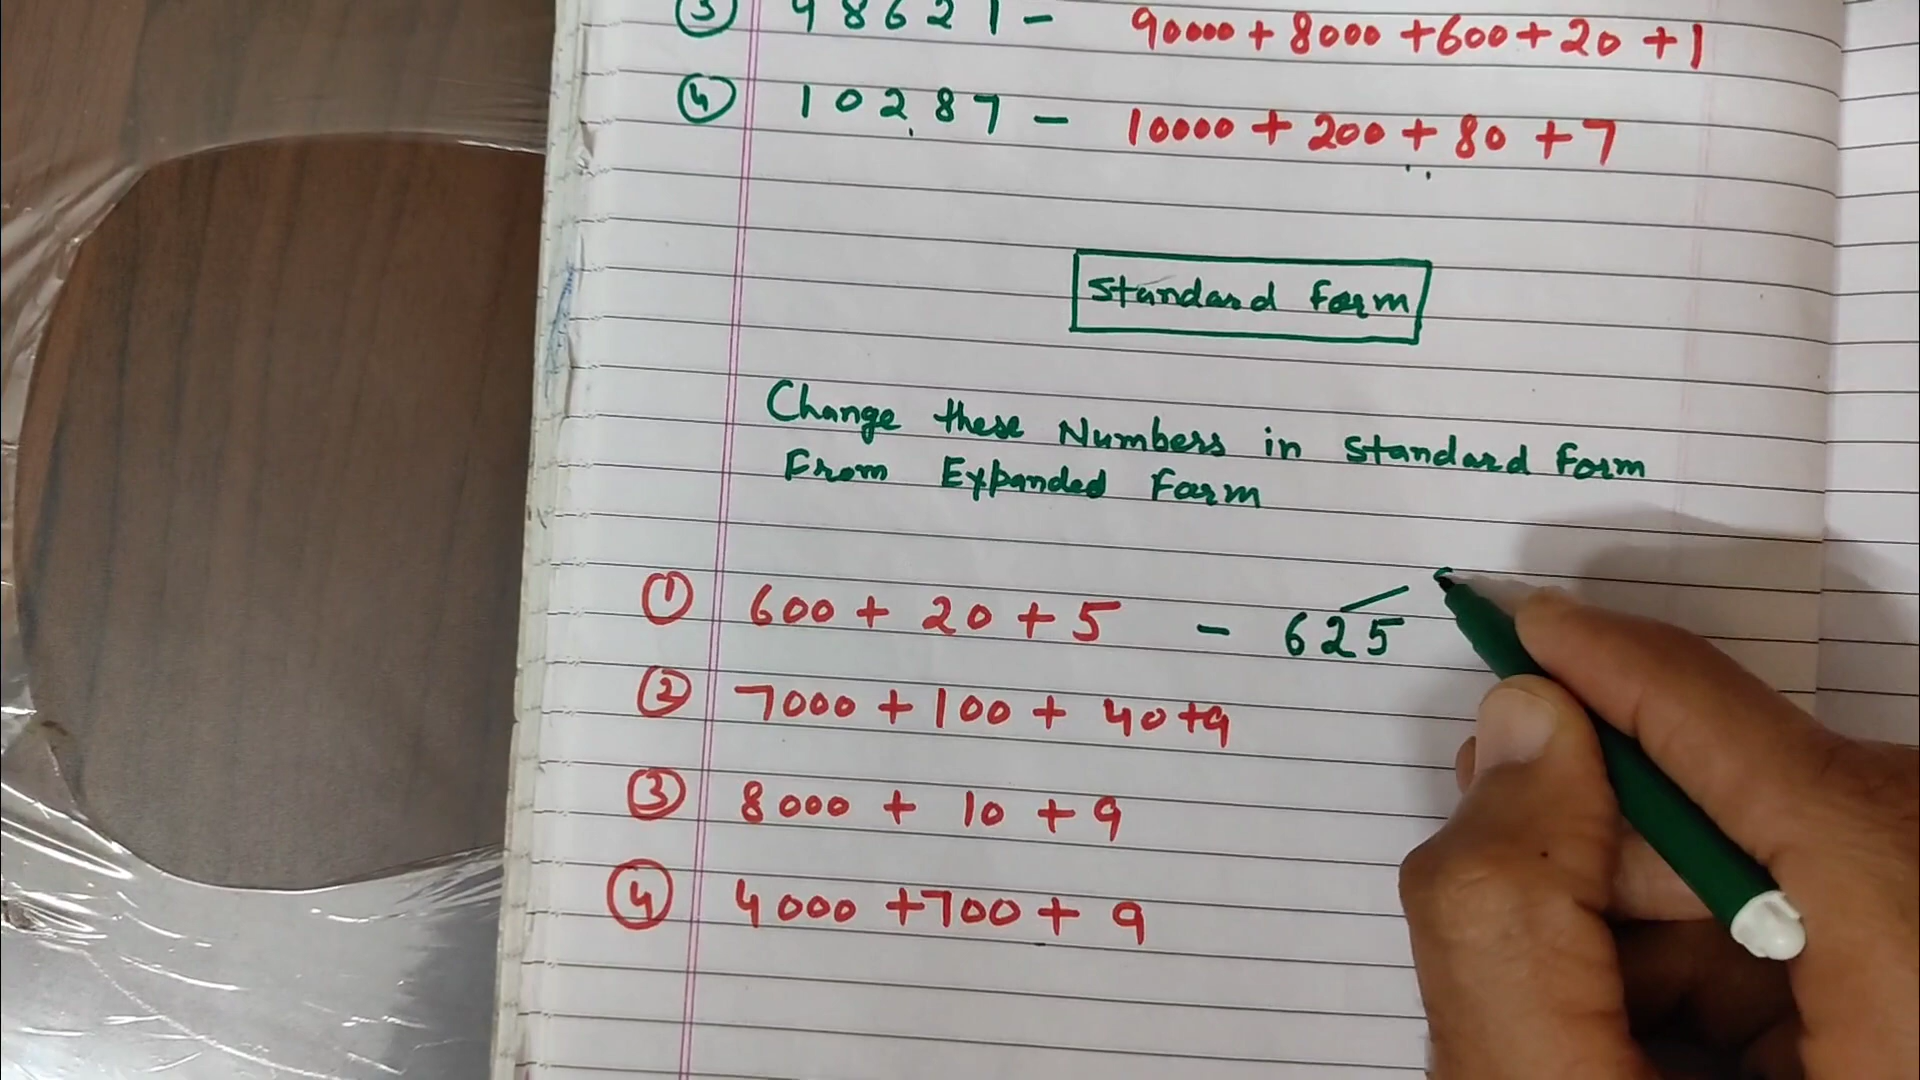 ③ 98621 - 90000 + 8000 + 600 + 20 + 1
④ 10287 - 10000 + 200 + 80 + 7
Standard Form
Change these Numbers in Standard Form
From Expanded Form
① 600 + 20 + 5 - 625
② 7000 + 100 + 40 + 9
③ 8000 + 10 + 9
④ 4000 + 700 + 9